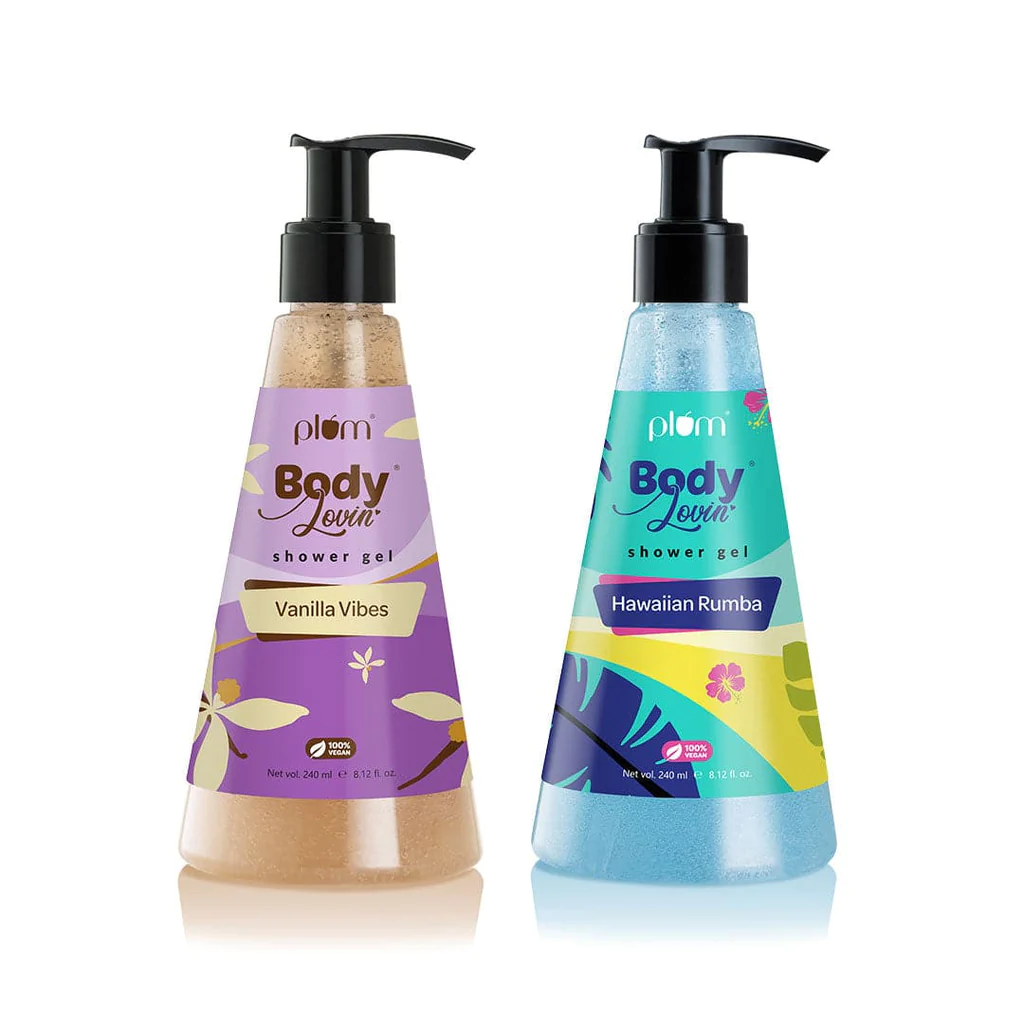 plum®
Body®
Lovin'
shower gel
Vanilla Vibes
100%
VEGAN
Net vol. 240 ml ℮ 8.12 fl. oz.
plum®
Body®
Lovin'
shower gel
Hawaiian Rumba
100%
VEGAN
Net vol. 240 ml ℮ 8.12 fl. oz.